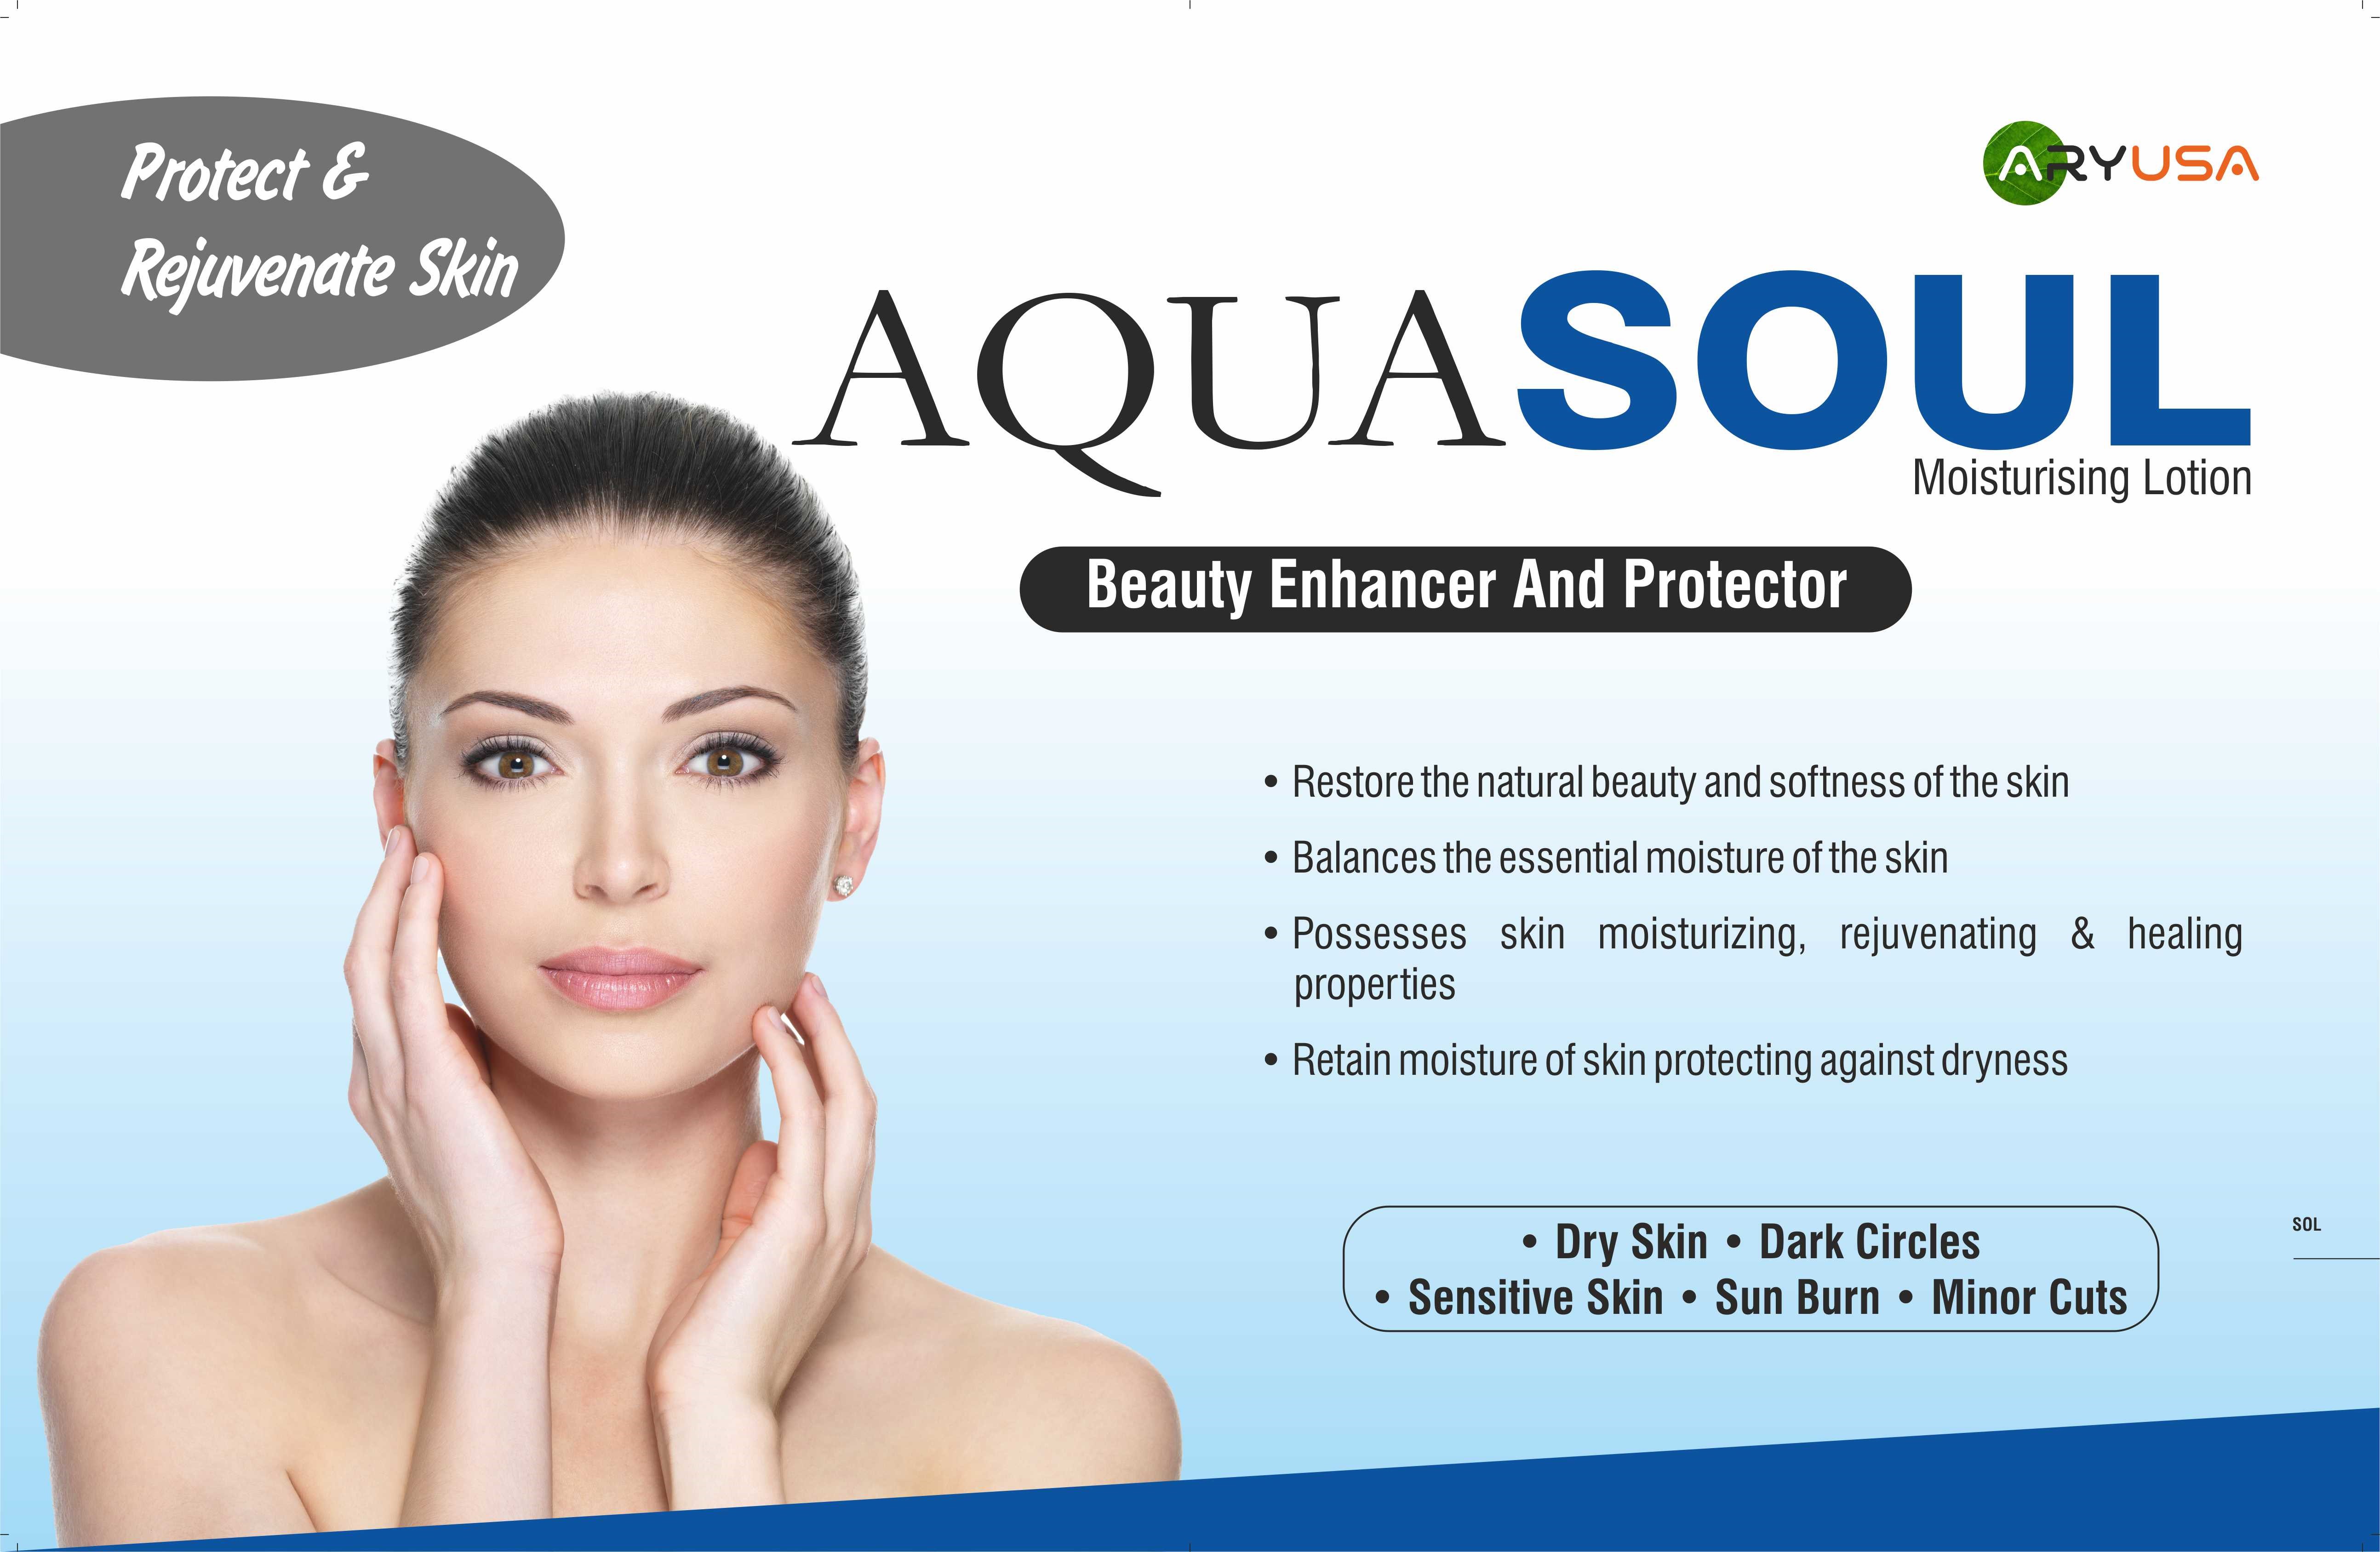 Protect &
Rejuvenate Skin
ARYUSA
AQUASOUL
Moisturising Lotion
Beauty Enhancer And Protector
• Restore the natural beauty and softness of the skin
• Balances the essential moisture of the skin
• Possesses skin moisturizing, rejuvenating & healing
properties
• Retain moisture of skin protecting against dryness
• Dry Skin • Dark Circles
• Sensitive Skin • Sun Burn • Minor Cuts
SOL